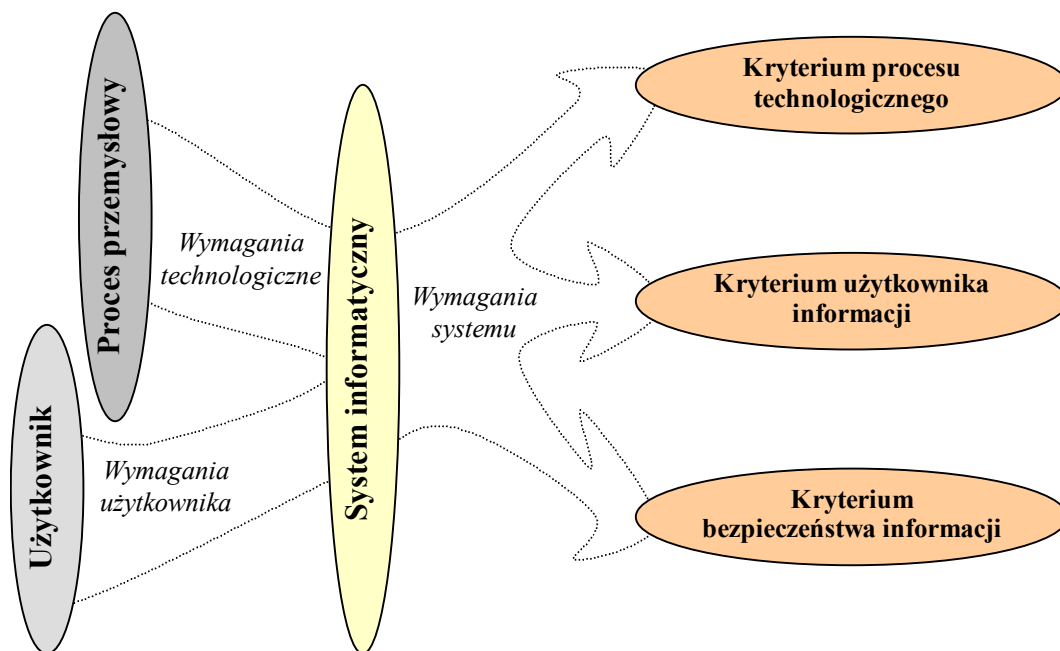 Proces przemysłowy
Użytkownik
Wymagania
technologiczne
Wymagania
użytkownika
System informatyczny
Wymagania
systemu
Kryterium procesu
technologicznego
Kryterium użytkownika
informacji
Kryterium
bezpieczeństwa informacji